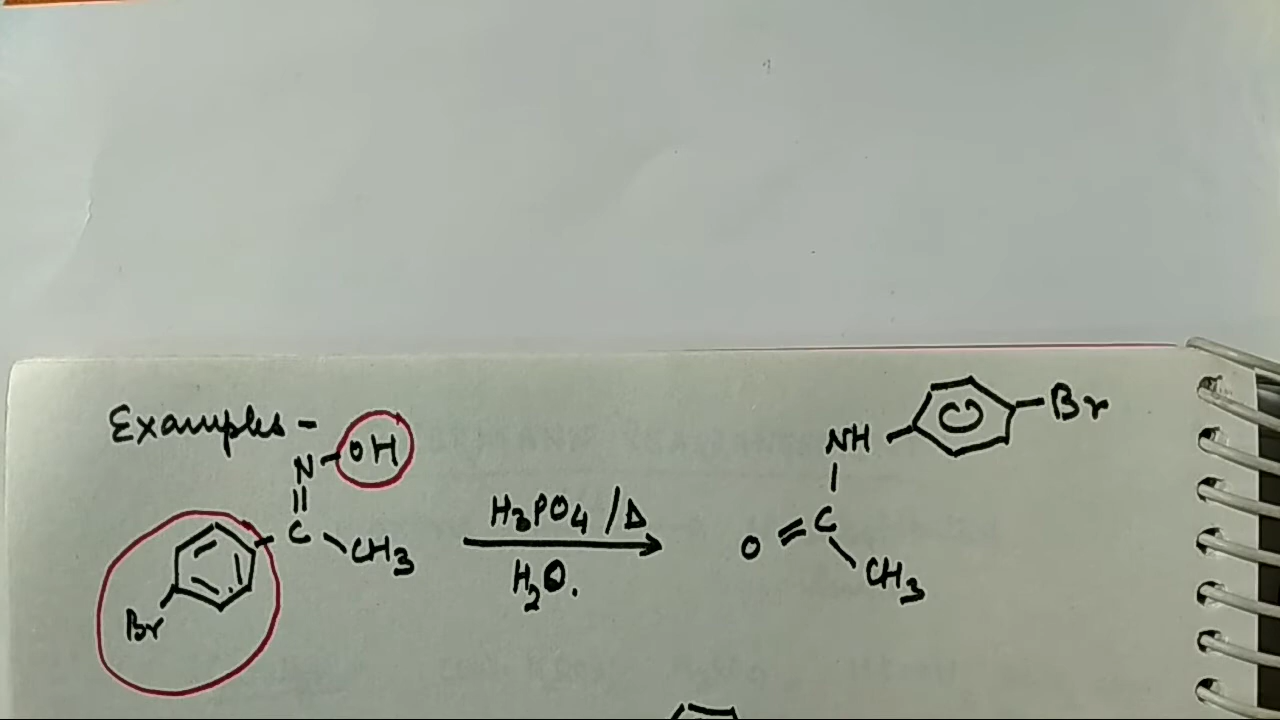 Examples -
N-OH
||
C
CH3
Br
H3PO4 / Δ
H2O.
NH
Br
O = C
CH3